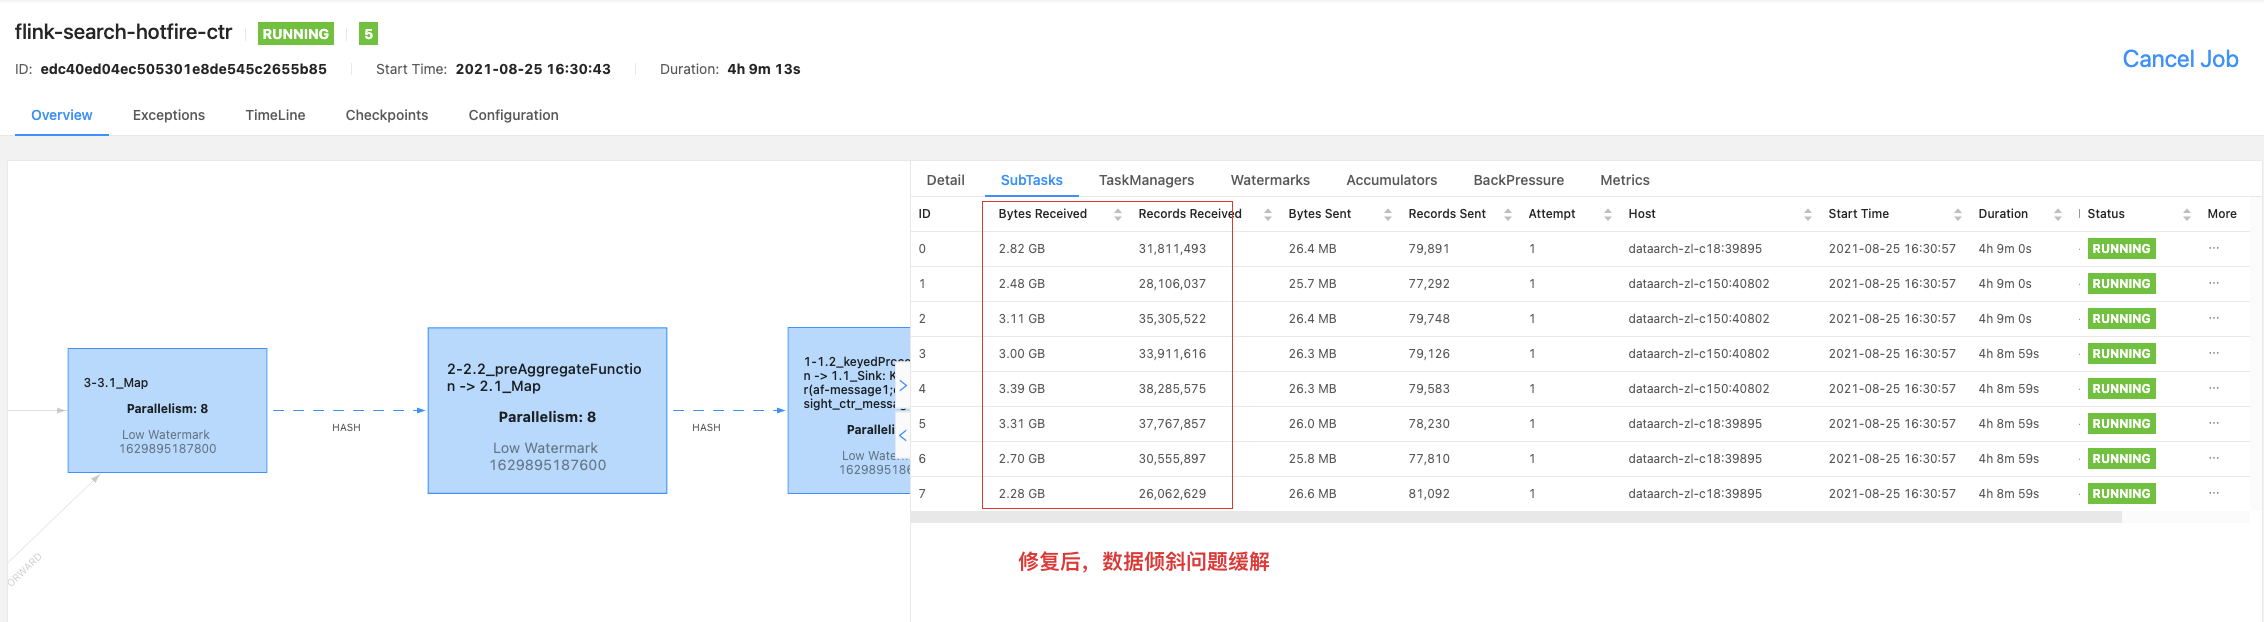 flink-search-hotfire-ctr RUNNING 5
ID: edc40ed04ec505301e8de545c2655b85 Start Time: 2021-08-25 16:30:43 Duration: 4h 9m 13s
Cancel Job
Overview Exceptions TimeLine Checkpoints Configuration
3-3.1_Map
Parallelism: 8
Low Watermark
1629895187800
HASH
2-2.2_preAggregateFunctio
n -> 2.1_Map
Parallelism: 8
Low Watermark
1629895187600
HASH
1-1.2_keyedProce
n -> 1.1_Sink: K
r(af-message1;
sight_ctr_messag
Paralleli
Low Wate
162989518
ORWARD
Detail SubTasks TaskManagers Watermarks Accumulators BackPressure Metrics
ID Bytes Received Records Received Bytes Sent Records Sent Attempt Host Start Time Duration Status More
0 2.82 GB 31,811,493 26.4 MB 79,891 1 dataarch-zl-c18:39895 2021-08-25 16:30:57 4h 9m 0s RUNNING ...
1 2.48 GB 28,106,037 25.7 MB 77,292 1 dataarch-zl-c150:40802 2021-08-25 16:30:57 4h 9m 0s RUNNING ...
2 3.11 GB 35,305,522 26.4 MB 79,748 1 dataarch-zl-c150:40802 2021-08-25 16:30:57 4h 9m 0s RUNNING ...
3 3.00 GB 33,911,616 26.3 MB 79,126 1 dataarch-zl-c150:40802 2021-08-25 16:30:57 4h 8m 59s RUNNING ...
4 3.39 GB 38,285,575 26.3 MB 79,583 1 dataarch-zl-c150:40802 2021-08-25 16:30:57 4h 8m 59s RUNNING ...
5 3.31 GB 37,767,857 26.0 MB 78,230 1 dataarch-zl-c18:39895 2021-08-25 16:30:57 4h 8m 59s RUNNING ...
6 2.70 GB 30,555,897 25.8 MB 77,810 1 dataarch-zl-c18:39895 2021-08-25 16:30:57 4h 8m 59s RUNNING ...
7 2.28 GB 26,062,629 26.6 MB 81,092 1 dataarch-zl-c18:39895 2021-08-25 16:30:57 4h 8m 59s RUNNING ...
修复后，数据倾斜问题缓解